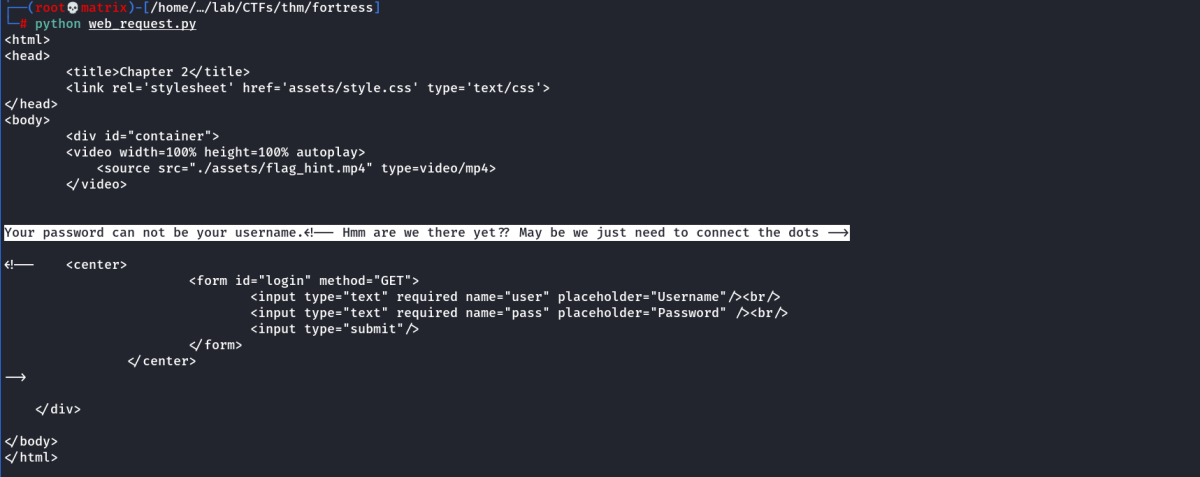 ┌──(root💀matrix)-[/home/…/lab/CTFs/thm/fortress]
└─# python web_request.py
<html>
<head>
<title>Chapter 2</title>
<link rel='stylesheet' href='assets/style.css' type='text/css'>
</head>
<body>
<div id="container">
<video width=100% height=100% autoplay>
<source src="./assets/flag_hint.mp4" type=video/mp4>
</video>
Your password can not be your username.<!-- Hmm are we there yet?? May be we just need to connect the dots -->
<!-- <center>
<form id="login" method="GET">
<input type="text" required name="user" placeholder="Username"/><br/>
<input type="text" required name="pass" placeholder="Password" /><br/>
<input type="submit"/>
</form>
</center>
-->
</div>
</body>
</html>